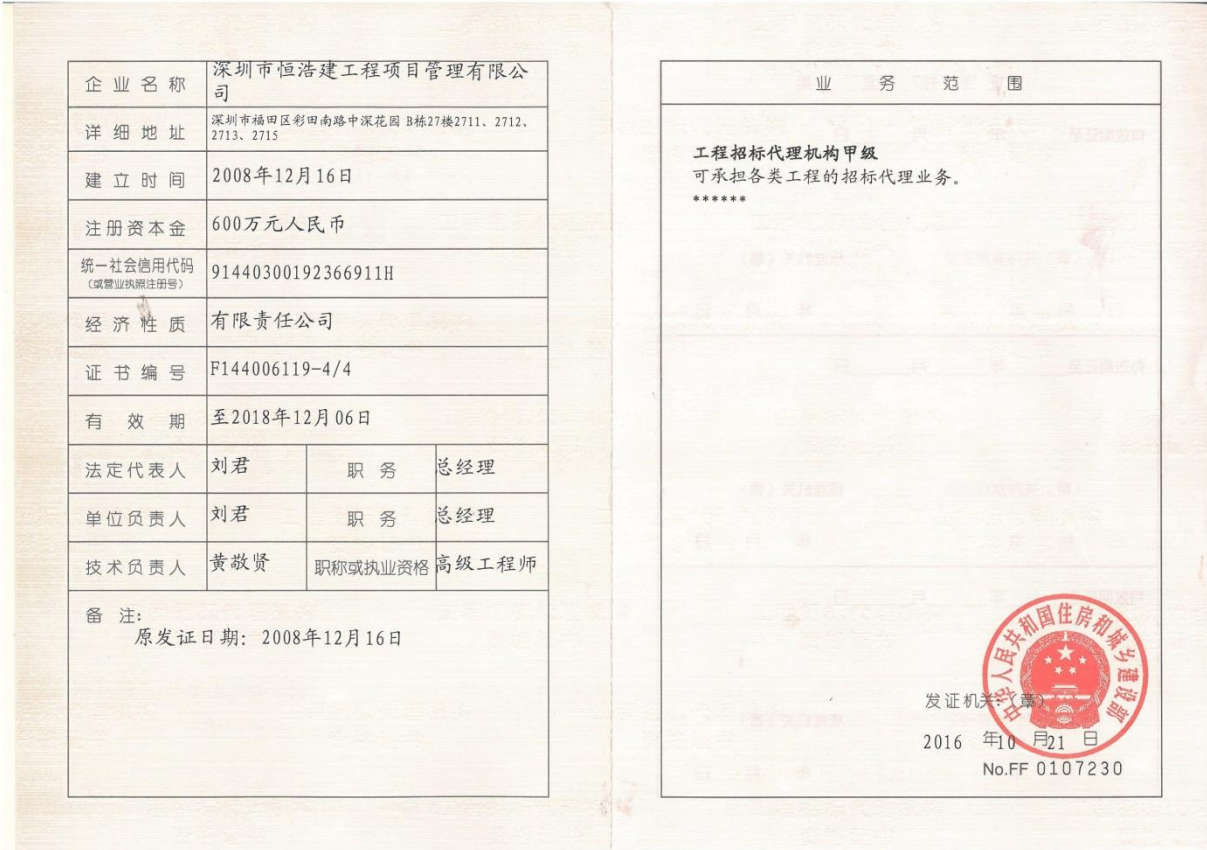 企业名称 深圳市恒浩建工程项目管理有限公
司
详细地址 深圳市福田区彩田南路中深花园 B栋27楼2711、2712、
2713、2715
建立时间 2008年12月16日
注册资本金 600万元人民币
统一社会信用代码 91440300192366911H
(或营业执照注册号)
经济性质 有限责任公司
证书编号 F144006119-4/4
有效期 至2018年12月06日
法定代表人 刘君 职务 总经理
单位负责人 刘君 职务 总经理
技术负责人 黄敬贤 职称或执业资格 高级工程师
备注:
原发证日期: 2008年12月16日
业务范围
工程招标代理机构甲级
可承担各类工程的招标代理业务。
******
中华人民共和国住房和城乡建设部
发证机关:(章)
2016 年10 月21 日
No.FF 0107230